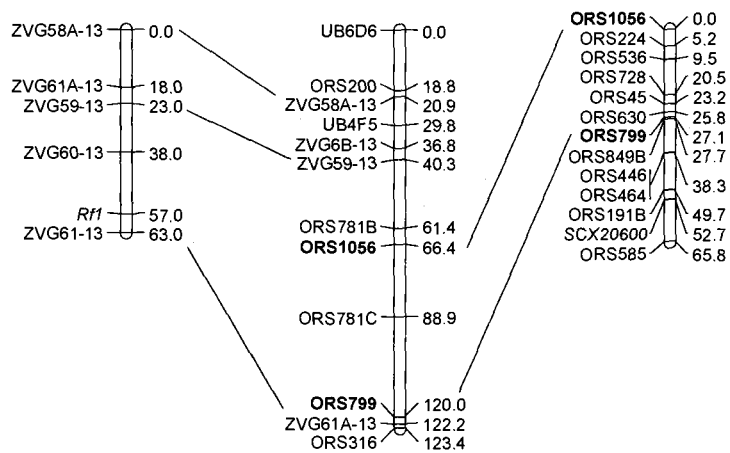 ZVG58A-13 0.0
ZVG61A-13 18.0
ZVG59-13 23.0
ZVG60-13 38.0
Rf1 57.0
ZVG61-13 63.0
UB6D6 0.0
ORS200 18.8
ZVG58A-13 20.9
UB4F5 29.8
ZVG6B-13 36.8
ZVG59-13 40.3
ORS781B 61.4
ORS1056 66.4
ORS781C 88.9
ORS799 120.0
ZVG61A-13 122.2
ORS316 123.4
ORS1056 0.0
ORS224 5.2
ORS536 9.5
ORS728 20.5
ORS45 23.2
ORS630 25.8
ORS799 27.1
ORS849B 27.7
ORS446
ORS464 38.3
ORS191B 49.7
SCX20600 52.7
ORS585 65.8